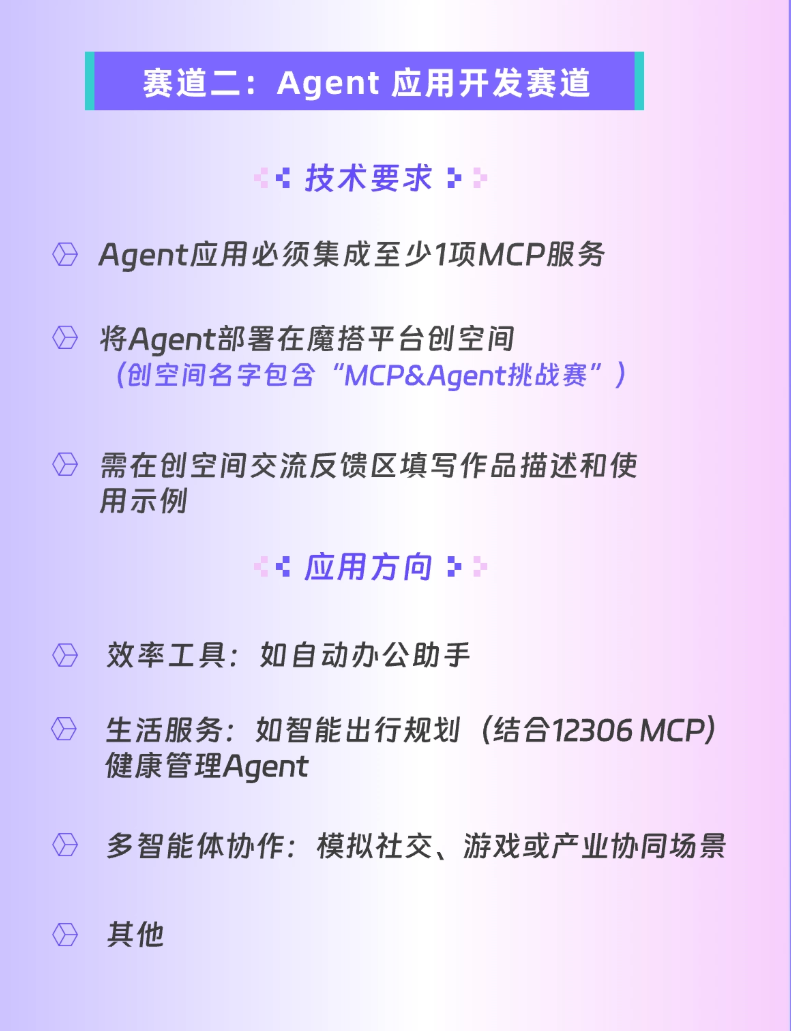 赛道二：Agent 应用开发赛道
技术要求
Agent应用必须集成至少1项MCP服务
将Agent部署在魔搭平台创空间
（创空间名字包含“MCP&Agent挑战赛”）
需在创空间交流反馈区填写作品描述和使
用示例
应用方向
效率工具：如自动办公助手
生活服务：如智能出行规划（结合12306 MCP）
健康管理Agent
多智能体协作：模拟社交、游戏或产业协同场景
其他